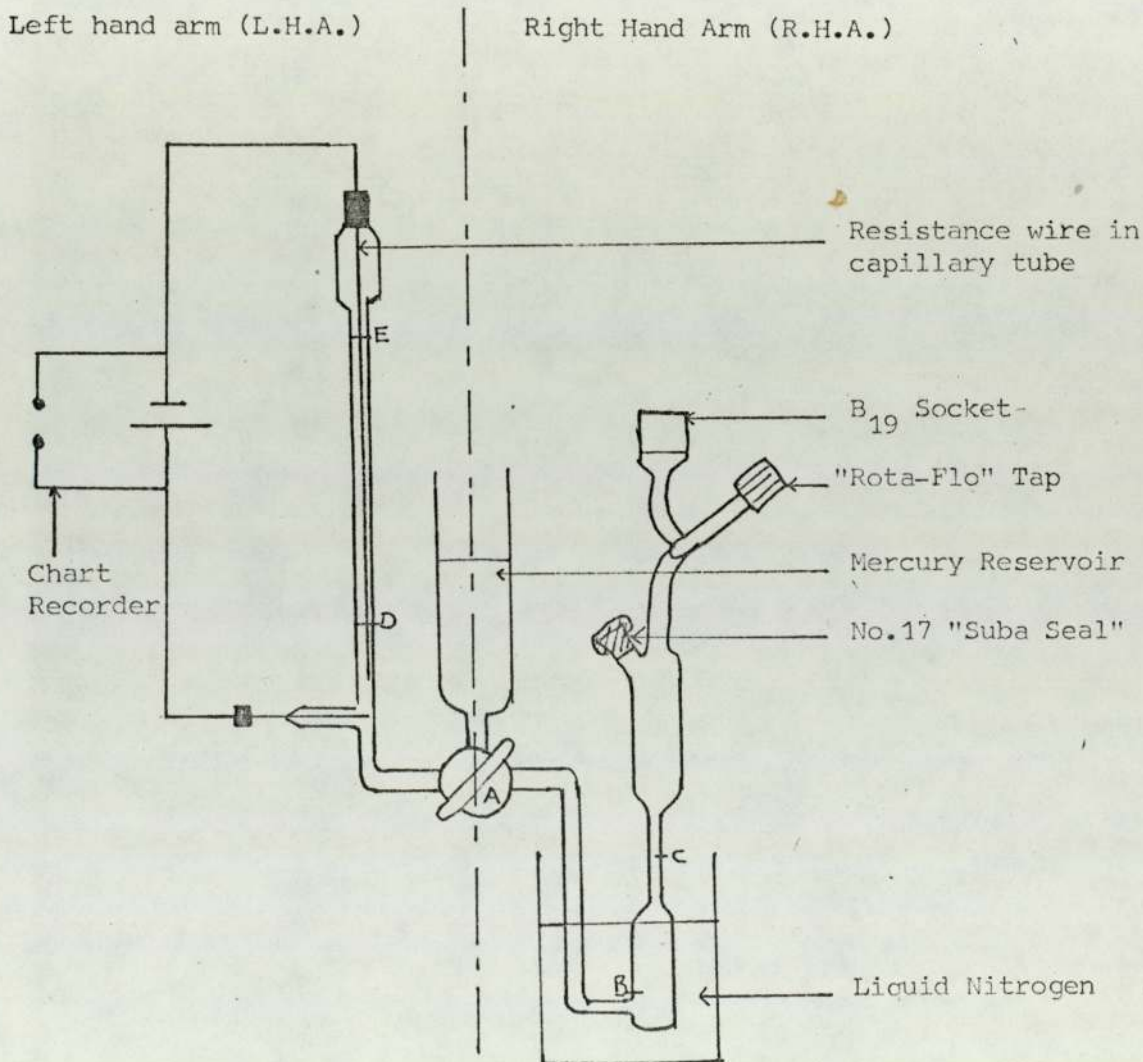 Left hand arm (L.H.A.)
Right Hand Arm (R.H.A.)
Resistance wire in
capillary tube
E
B19 Socket-
"Rota-Flo" Tap
Mercury Reservoir
Chart
Recorder
D
No.17 "Suba Seal"
A
C
B
Liquid Nitrogen